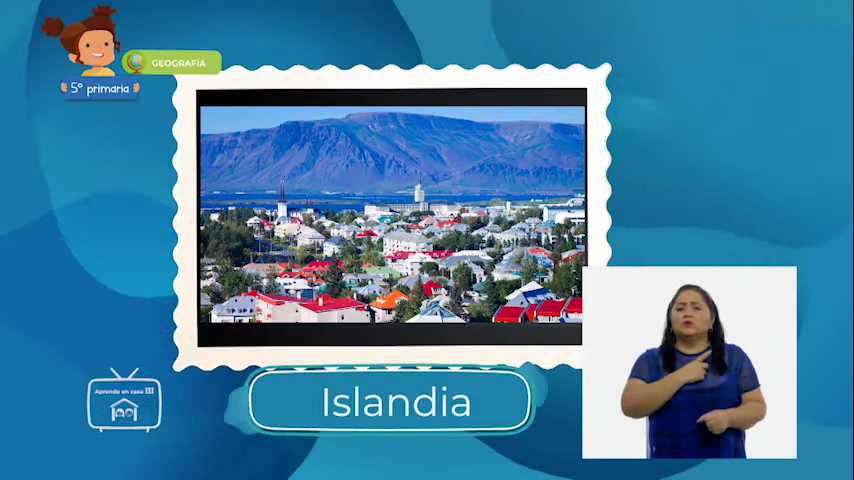 GEOGRAFÍA
5° primaria
Aprende en casa III
Islandia